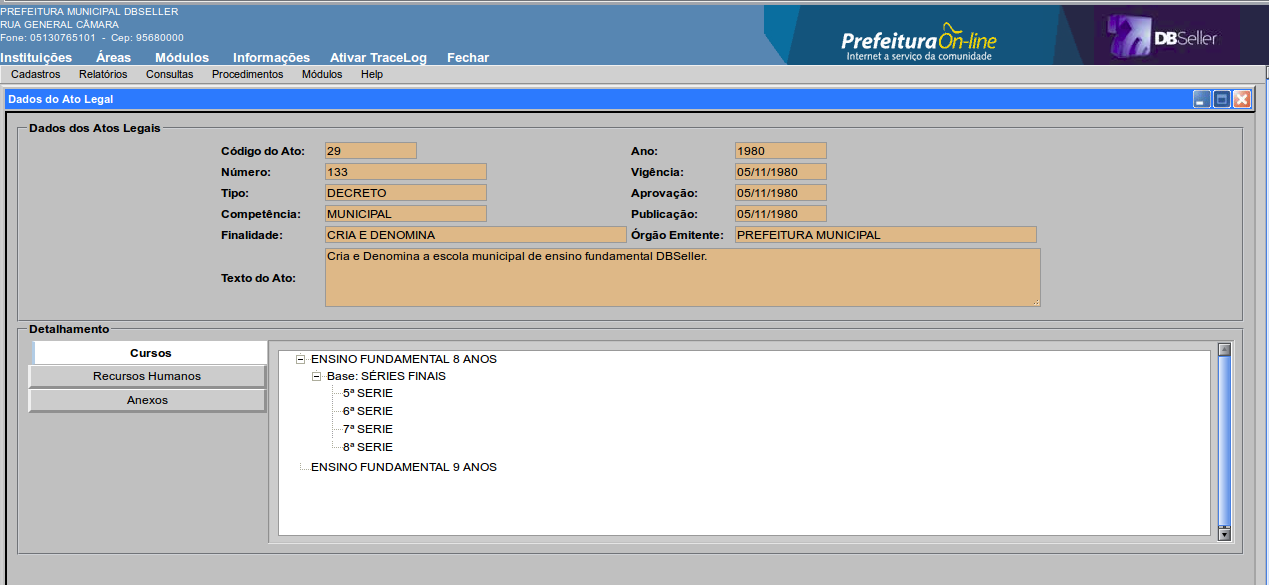 PREFEITURA MUNICIPAL DBSELLER
RUA GENERAL CÂMARA
Fone: 05130765101 - Cep: 95680000
PrefeituraOn-line
Internet a serviço da comunidade
DBSeller
Instituições Áreas Módulos Informações Ativar TraceLog Fechar
Cadastros Relatórios Consultas Procedimentos Módulos Help
Dados do Ato Legal
Dados dos Atos Legais
Código do Ato: 29 Ano: 1980
Número: 133 Vigência: 05/11/1980
Tipo: DECRETO Aprovação: 05/11/1980
Competência: MUNICIPAL Publicação: 05/11/1980
Finalidade: CRIA E DENOMINA Órgão Emitente: PREFEITURA MUNICIPAL
Texto do Ato: Cria e Denomina a escola municipal de ensino fundamental DBSeller.
Detalhamento
Cursos
Recursos Humanos
Anexos
ENSINO FUNDAMENTAL 8 ANOS
Base: SÉRIES FINAIS
5ª SERIE
6ª SERIE
7ª SERIE
8ª SERIE
ENSINO FUNDAMENTAL 9 ANOS